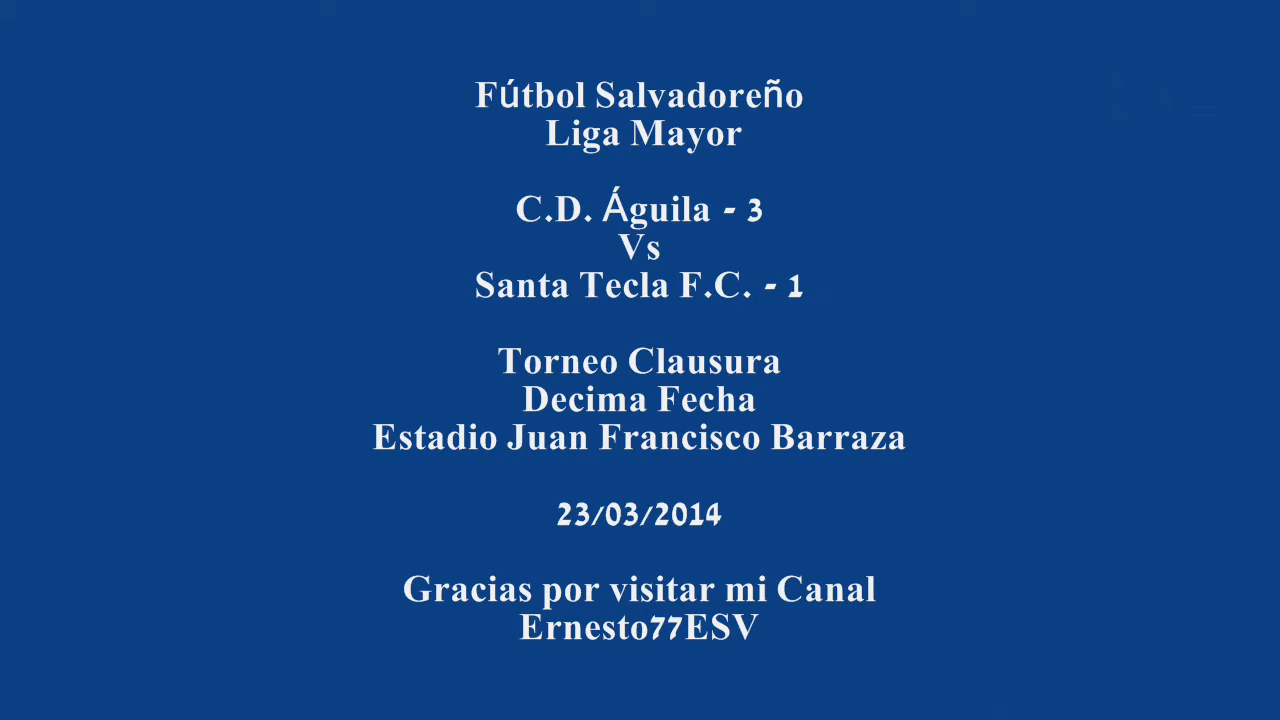 Fútbol Salvadoreño
Liga Mayor
C.D. Águila - 3
Vs
Santa Tecla F.C. - 1
Torneo Clausura
Decima Fecha
Estadio Juan Francisco Barraza
23/03/2014
Gracias por visitar mi Canal
Ernesto77ESV